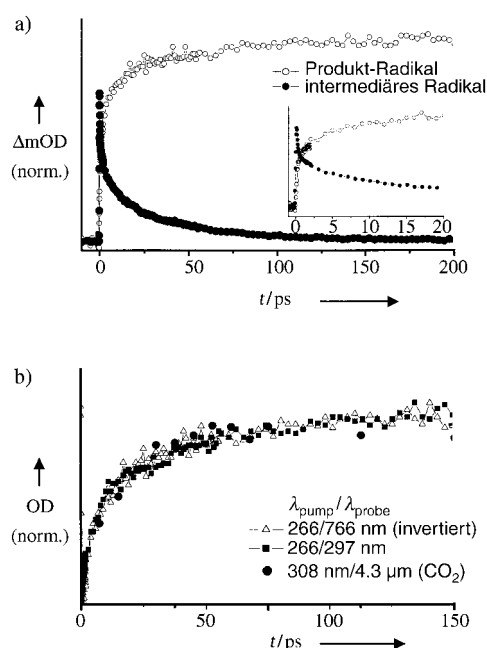 a)
Produkt-Radikal
intermediäres Radikal
ΔmOD
(norm.)
0 5 10 15 20
0 50 100 150 200
t/ps
b)
OD
(norm.)
λpump/λprobe
266/766 nm (invertiert)
266/297 nm
308 nm/4.3 µm (CO₂)
0 50 100 150
t/ps